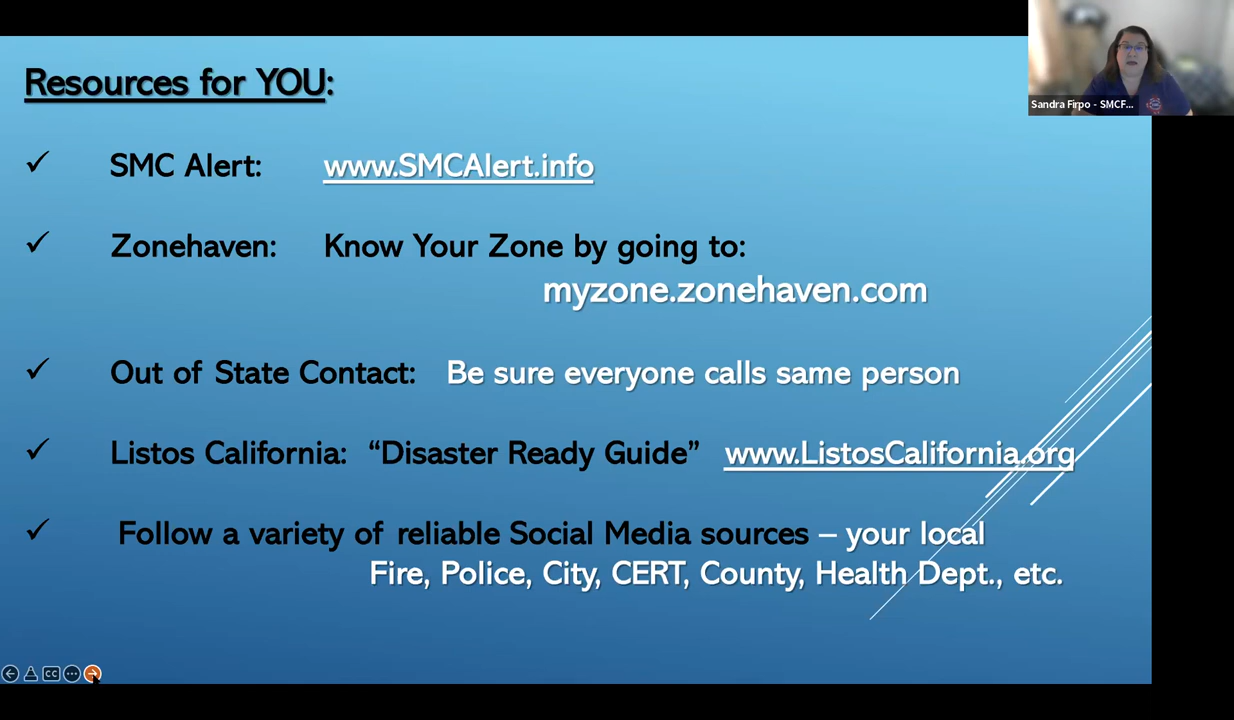 Resources for YOU:
Sandra Firpo - SMCF...
✓ SMC Alert: www.SMCAlert.info
✓ Zonehaven: Know Your Zone by going to:
myzone.zonehaven.com
✓ Out of State Contact: Be sure everyone calls same person
✓ Listos California: “Disaster Ready Guide” www.ListosCalifornia.org
✓ Follow a variety of reliable Social Media sources – your local
Fire, Police, City, CERT, County, Health Dept., etc.
CC